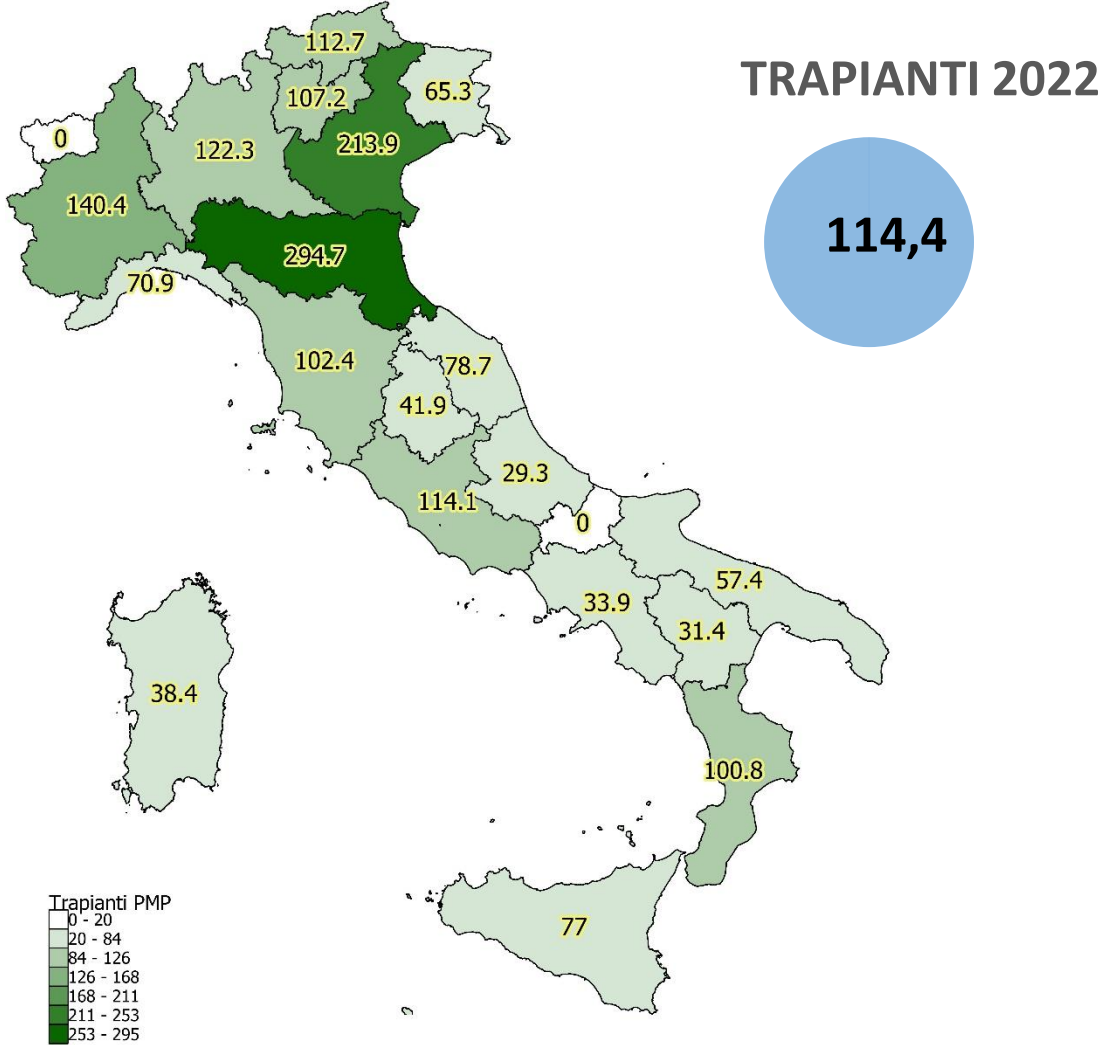 112.7
TRAPIANTI 2022
107.2
65.3
0
122.3
213.9
140.4
114,4
294.7
70.9
102.4
78.7
41.9
29.3
114.1
0
57.4
33.9
31.4
38.4
100.8
77
Trapianti PMP
0 - 20
20 - 84
84 - 126
126 - 168
168 - 211
211 - 253
253 - 295